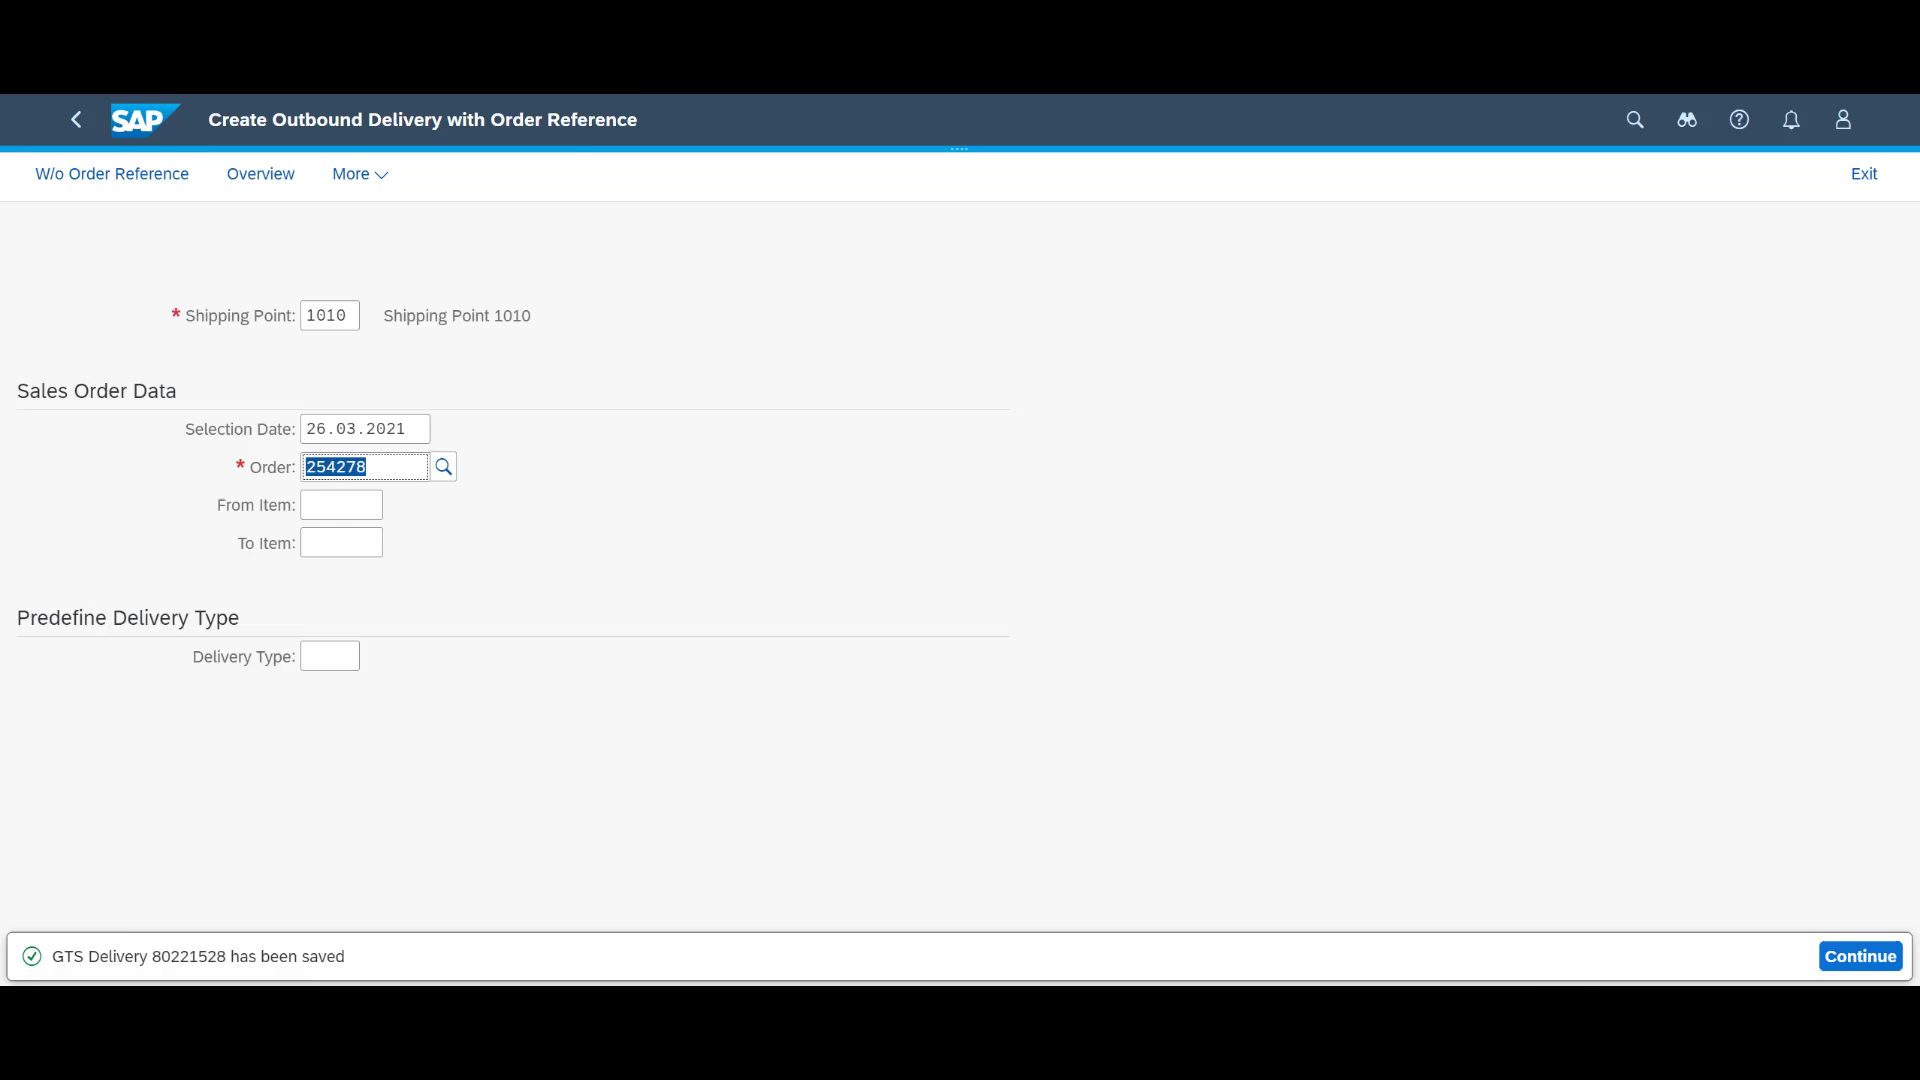 SAP Create Outbound Delivery with Order Reference
W/o Order Reference Overview More Exit
* Shipping Point: 1010 Shipping Point 1010
Sales Order Data
Selection Date: 26.03.2021
* Order: 254278
From Item:
To Item:
Predefine Delivery Type
Delivery Type:
GTS Delivery 80221528 has been saved Continue